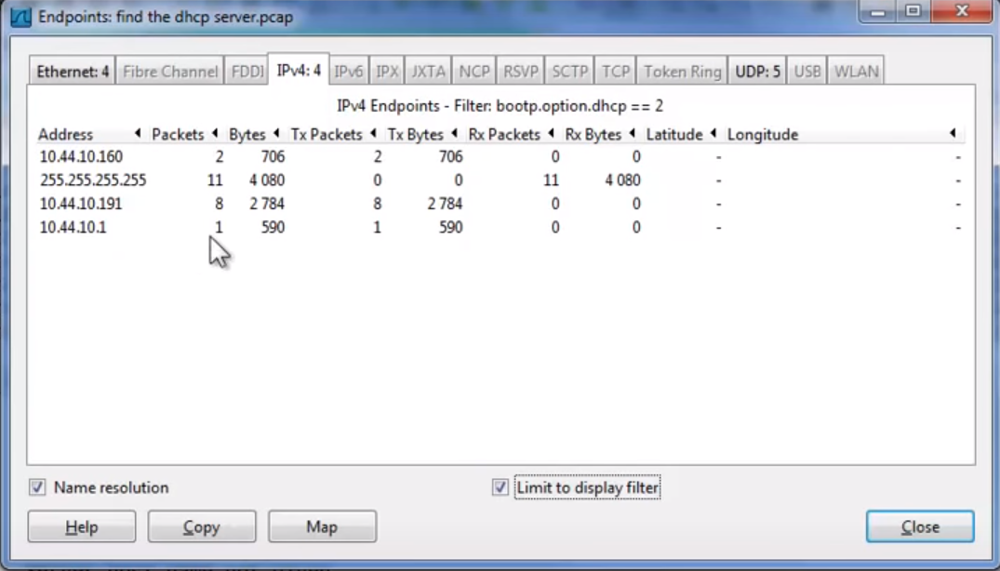 Endpoints: find the dhcp server.pcap
Ethernet: 4 Fibre Channel FDDI IPv4: 4 IPv6 IPX JXTA NCP RSVP SCTP TCP Token Ring UDP: 5 USB WLAN
IPv4 Endpoints - Filter: bootp.option.dhcp == 2
Address Packets Bytes Tx Packets Tx Bytes Rx Packets Rx Bytes Latitude Longitude
10.44.10.160 2 706 2 706 0 0 - -
255.255.255.255 11 4 080 0 0 11 4 080 - -
10.44.10.191 8 2 784 8 2 784 0 0 - -
10.44.10.1 1 590 1 590 0 0 - -
Name resolution Limit to display filter
Help Copy Map Close